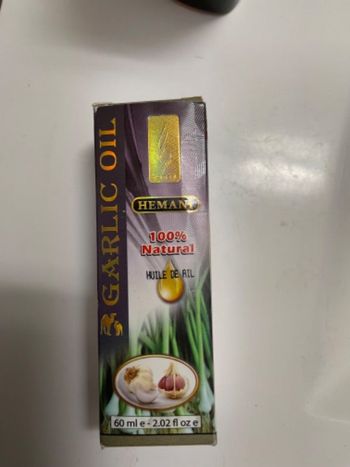 GARLIC OIL
HEMANI
100%
Natural
HUILE DE AIL
60 ml e - 2.02 fl oz e